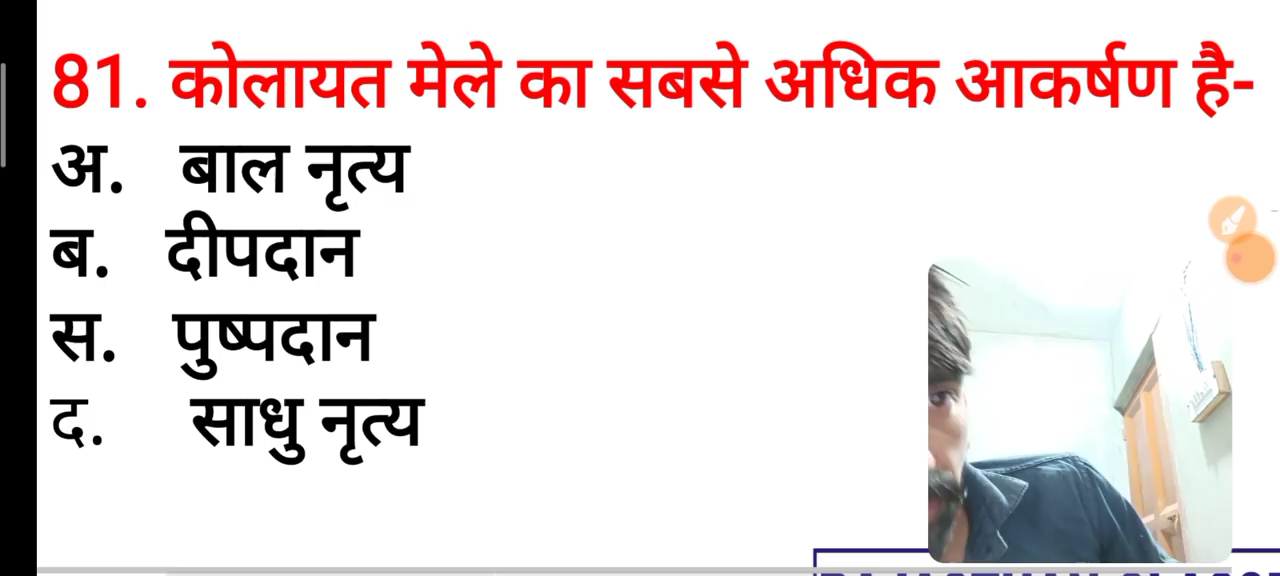 81. कोलायत मेले का सबसे अधिक आकर्षण है-
अ. बाल नृत्य
ब. दीपदान
स. पुष्पदान
द. साधु नृत्य